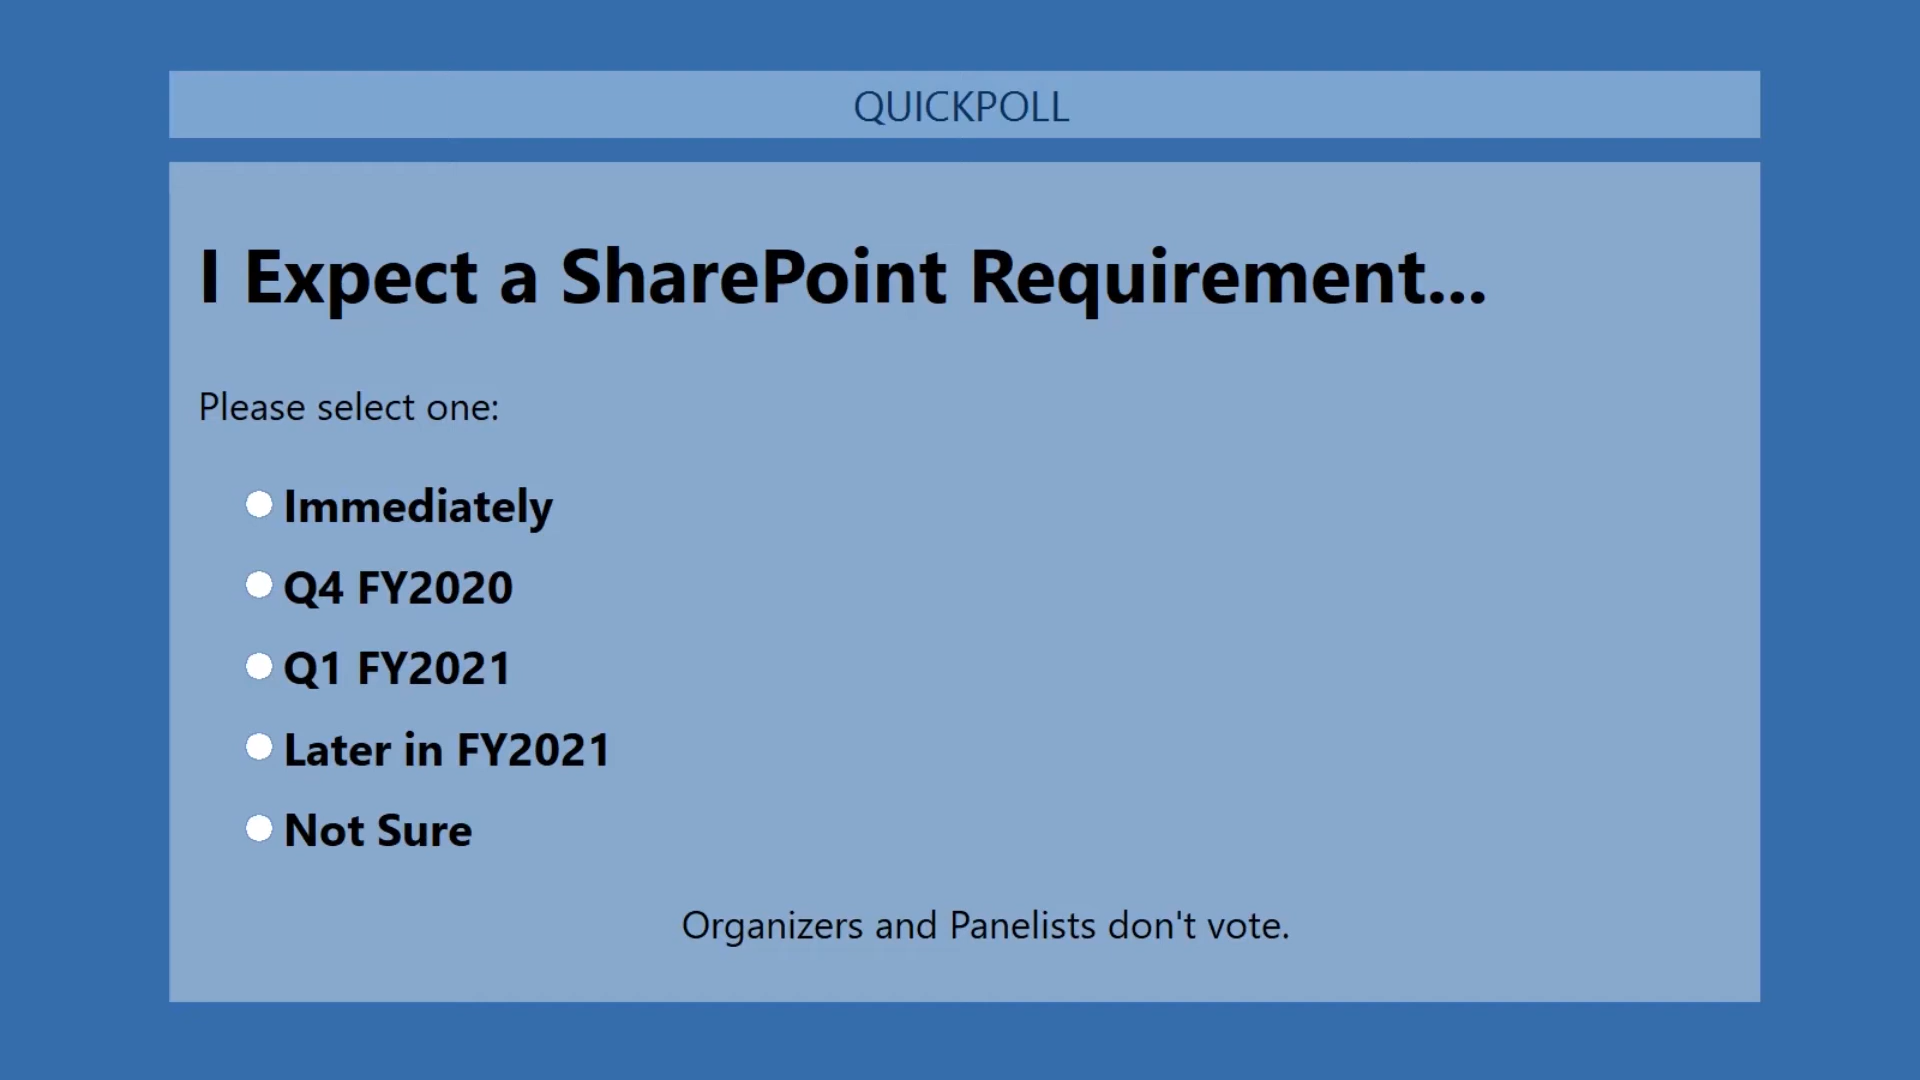 QUICKPOLL
I Expect a SharePoint Requirement...
Please select one:
Immediately
Q4 FY2020
Q1 FY2021
Later in FY2021
Not Sure
Organizers and Panelists don't vote.